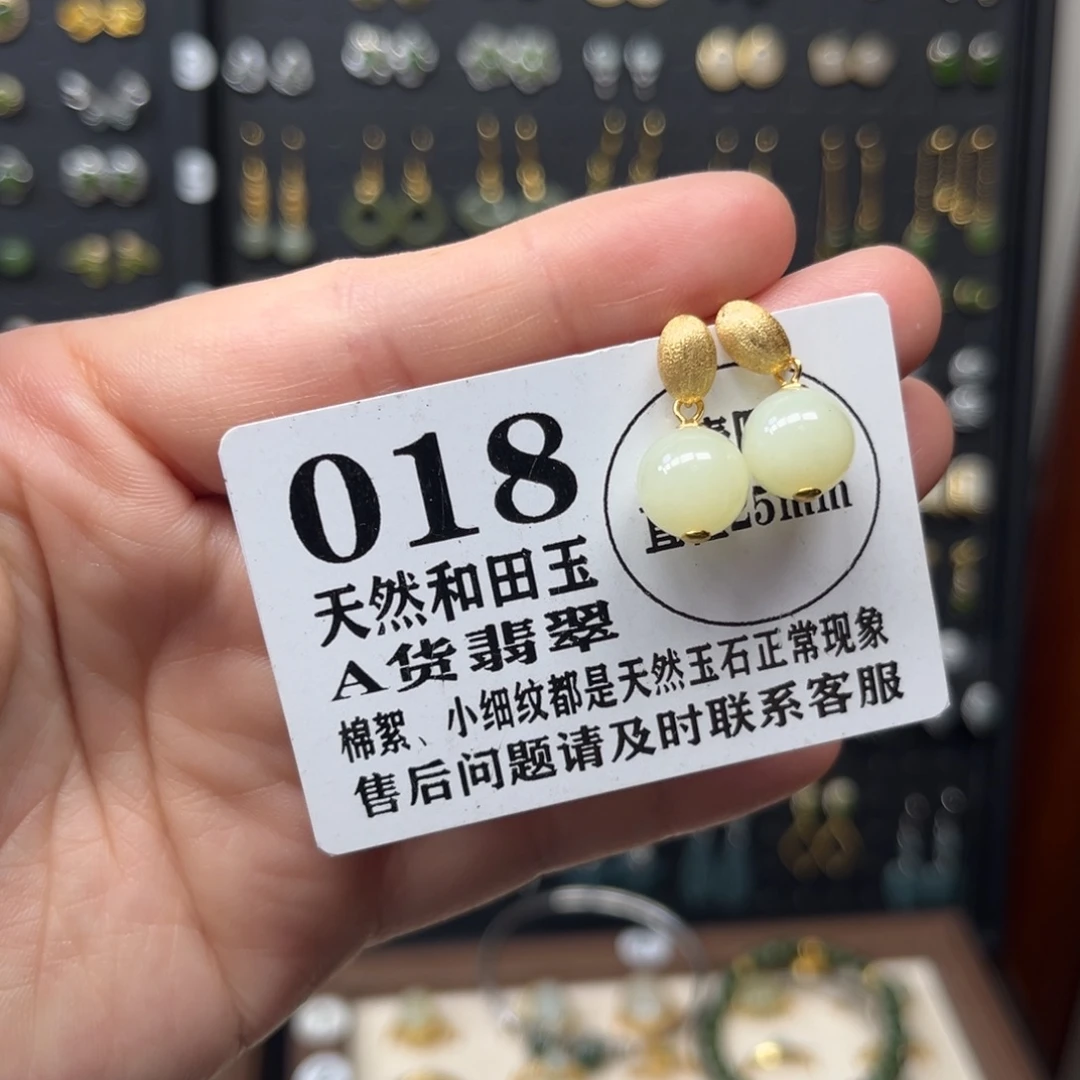 018
天然和田玉
A货翡翠
棉絮、小细纹都是天然玉石正常现象
售后问题请及时联系客服
25mm